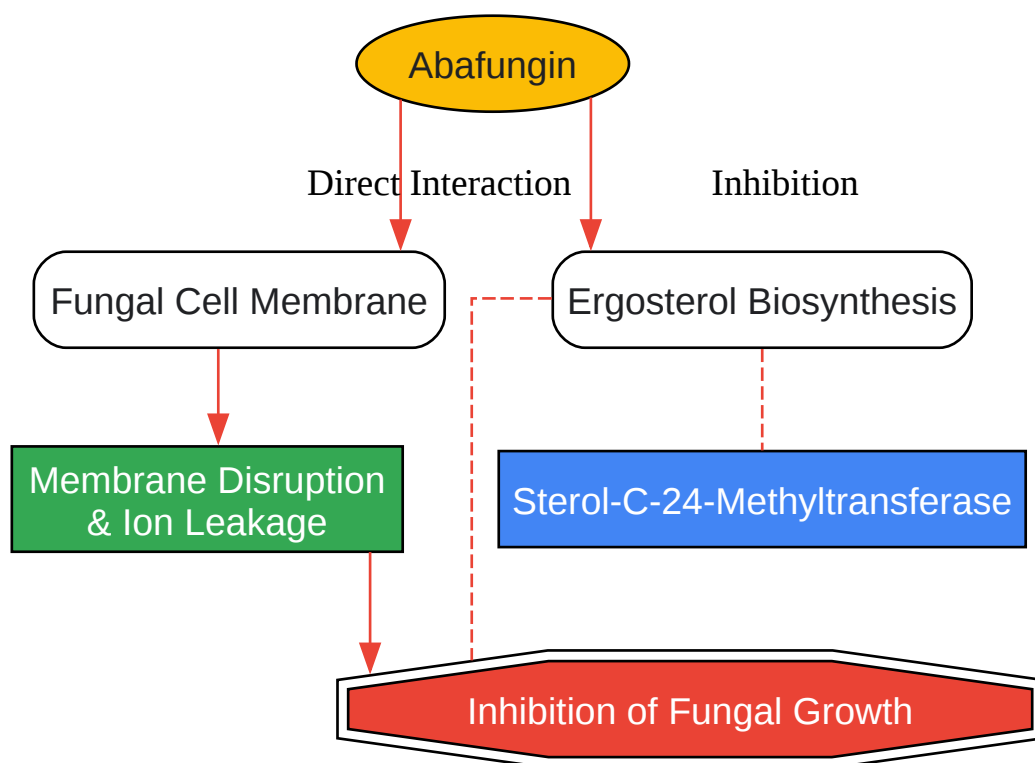 Abafungin
Direct Interaction
Inhibition
Fungal Cell Membrane
Ergosterol Biosynthesis
Membrane Disruption
& Ion Leakage
Sterol-C-24-Methyltransferase
Inhibition of Fungal Growth